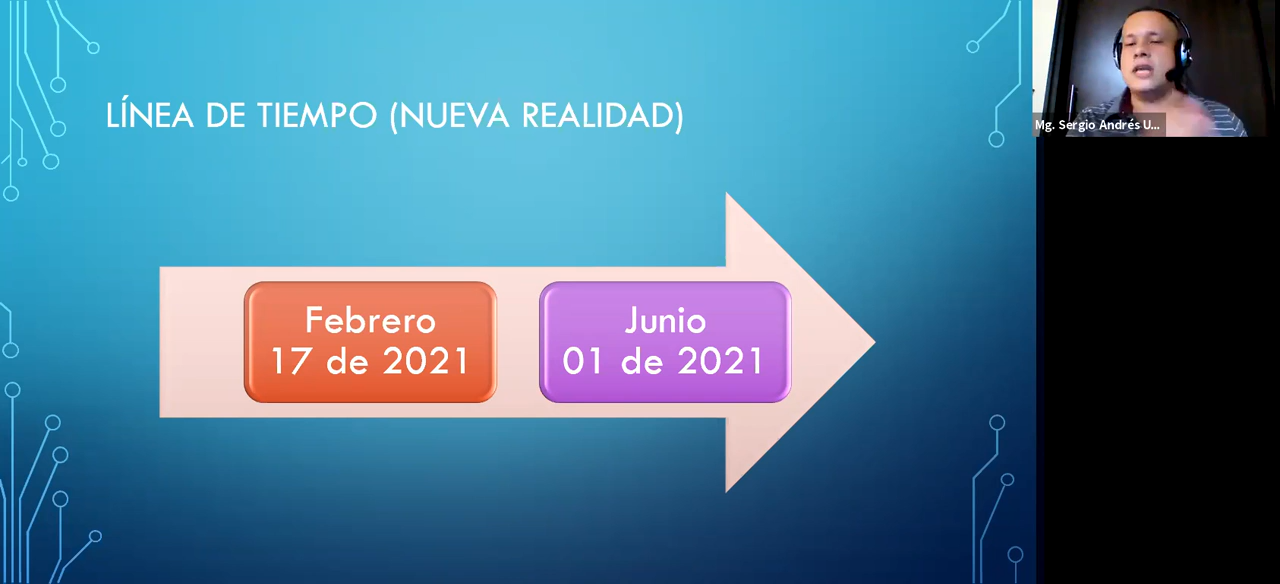 LÍNEA DE TIEMPO (NUEVA REALIDAD)
Febrero
17 de 2021
Junio
01 de 2021
Mg. Sergio Andrés U...